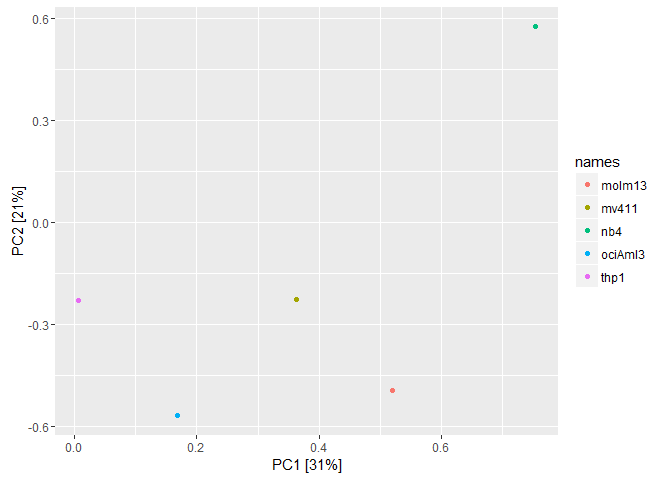 0.6
0.3
0.0
-0.3
-0.6
PC2 [21%]
0.0 0.2 0.4 0.6
PC1 [31%]
names
molm13
mv411
nb4
ociAml3
thp1